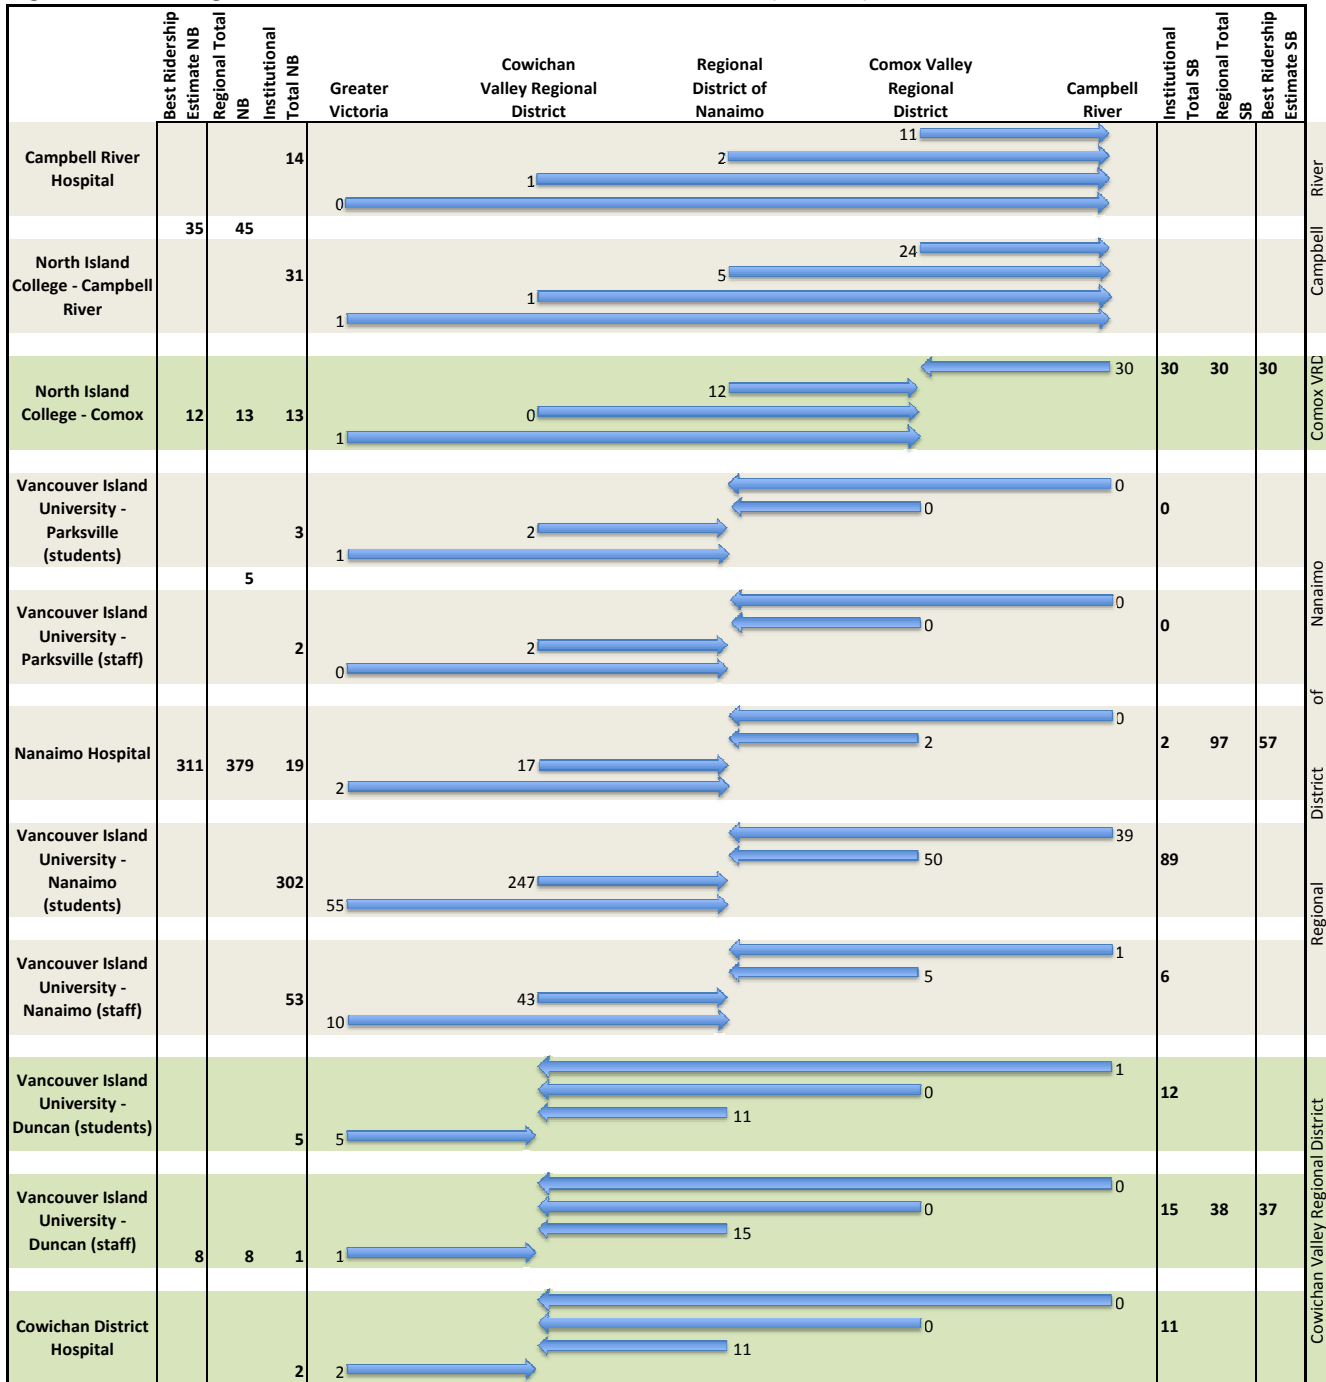 Best Ridership
Estimate NB
Regional Total
NB
Institutional
Total NB
Greater
Victoria
Cowichan
Valley Regional
District
Regional
District of
Nanaimo
Comox Valley
Regional
District
Campbell
River
Institutional
Total SB
Regional Total
SB
Best Ridership
Estimate SB
Campbell River
Hospital
14
11
2
1
0
35 45
North Island
College - Campbell
River
31
24
5
1
1
Campbell River
North Island
College - Comox
12 13 13
30 30 30 30
12
0
1
Comox VRD
Vancouver Island
University -
Parksville
(students)
3
0
0 0
2
1
5
Vancouver Island
University -
Parksville (staff)
2
0
0 0
2
0
Nanaimo Hospital
311 379 19
0
2 2 97 57
17
2
Vancouver Island
University -
Nanaimo
(students)
302
39
50 89
247
55
Vancouver Island
University -
Nanaimo (staff)
53
1
5 6
43
10
Regional District of Nanaimo
Vancouver Island
University -
Duncan (students)
5
1
0 12
11
5
Vancouver Island
University -
Duncan (staff)
8 8 1
0
0 15 38 37
15
1
Cowichan District
Hospital
2
0
0 11
11
2
Cowichan Valley Regional District